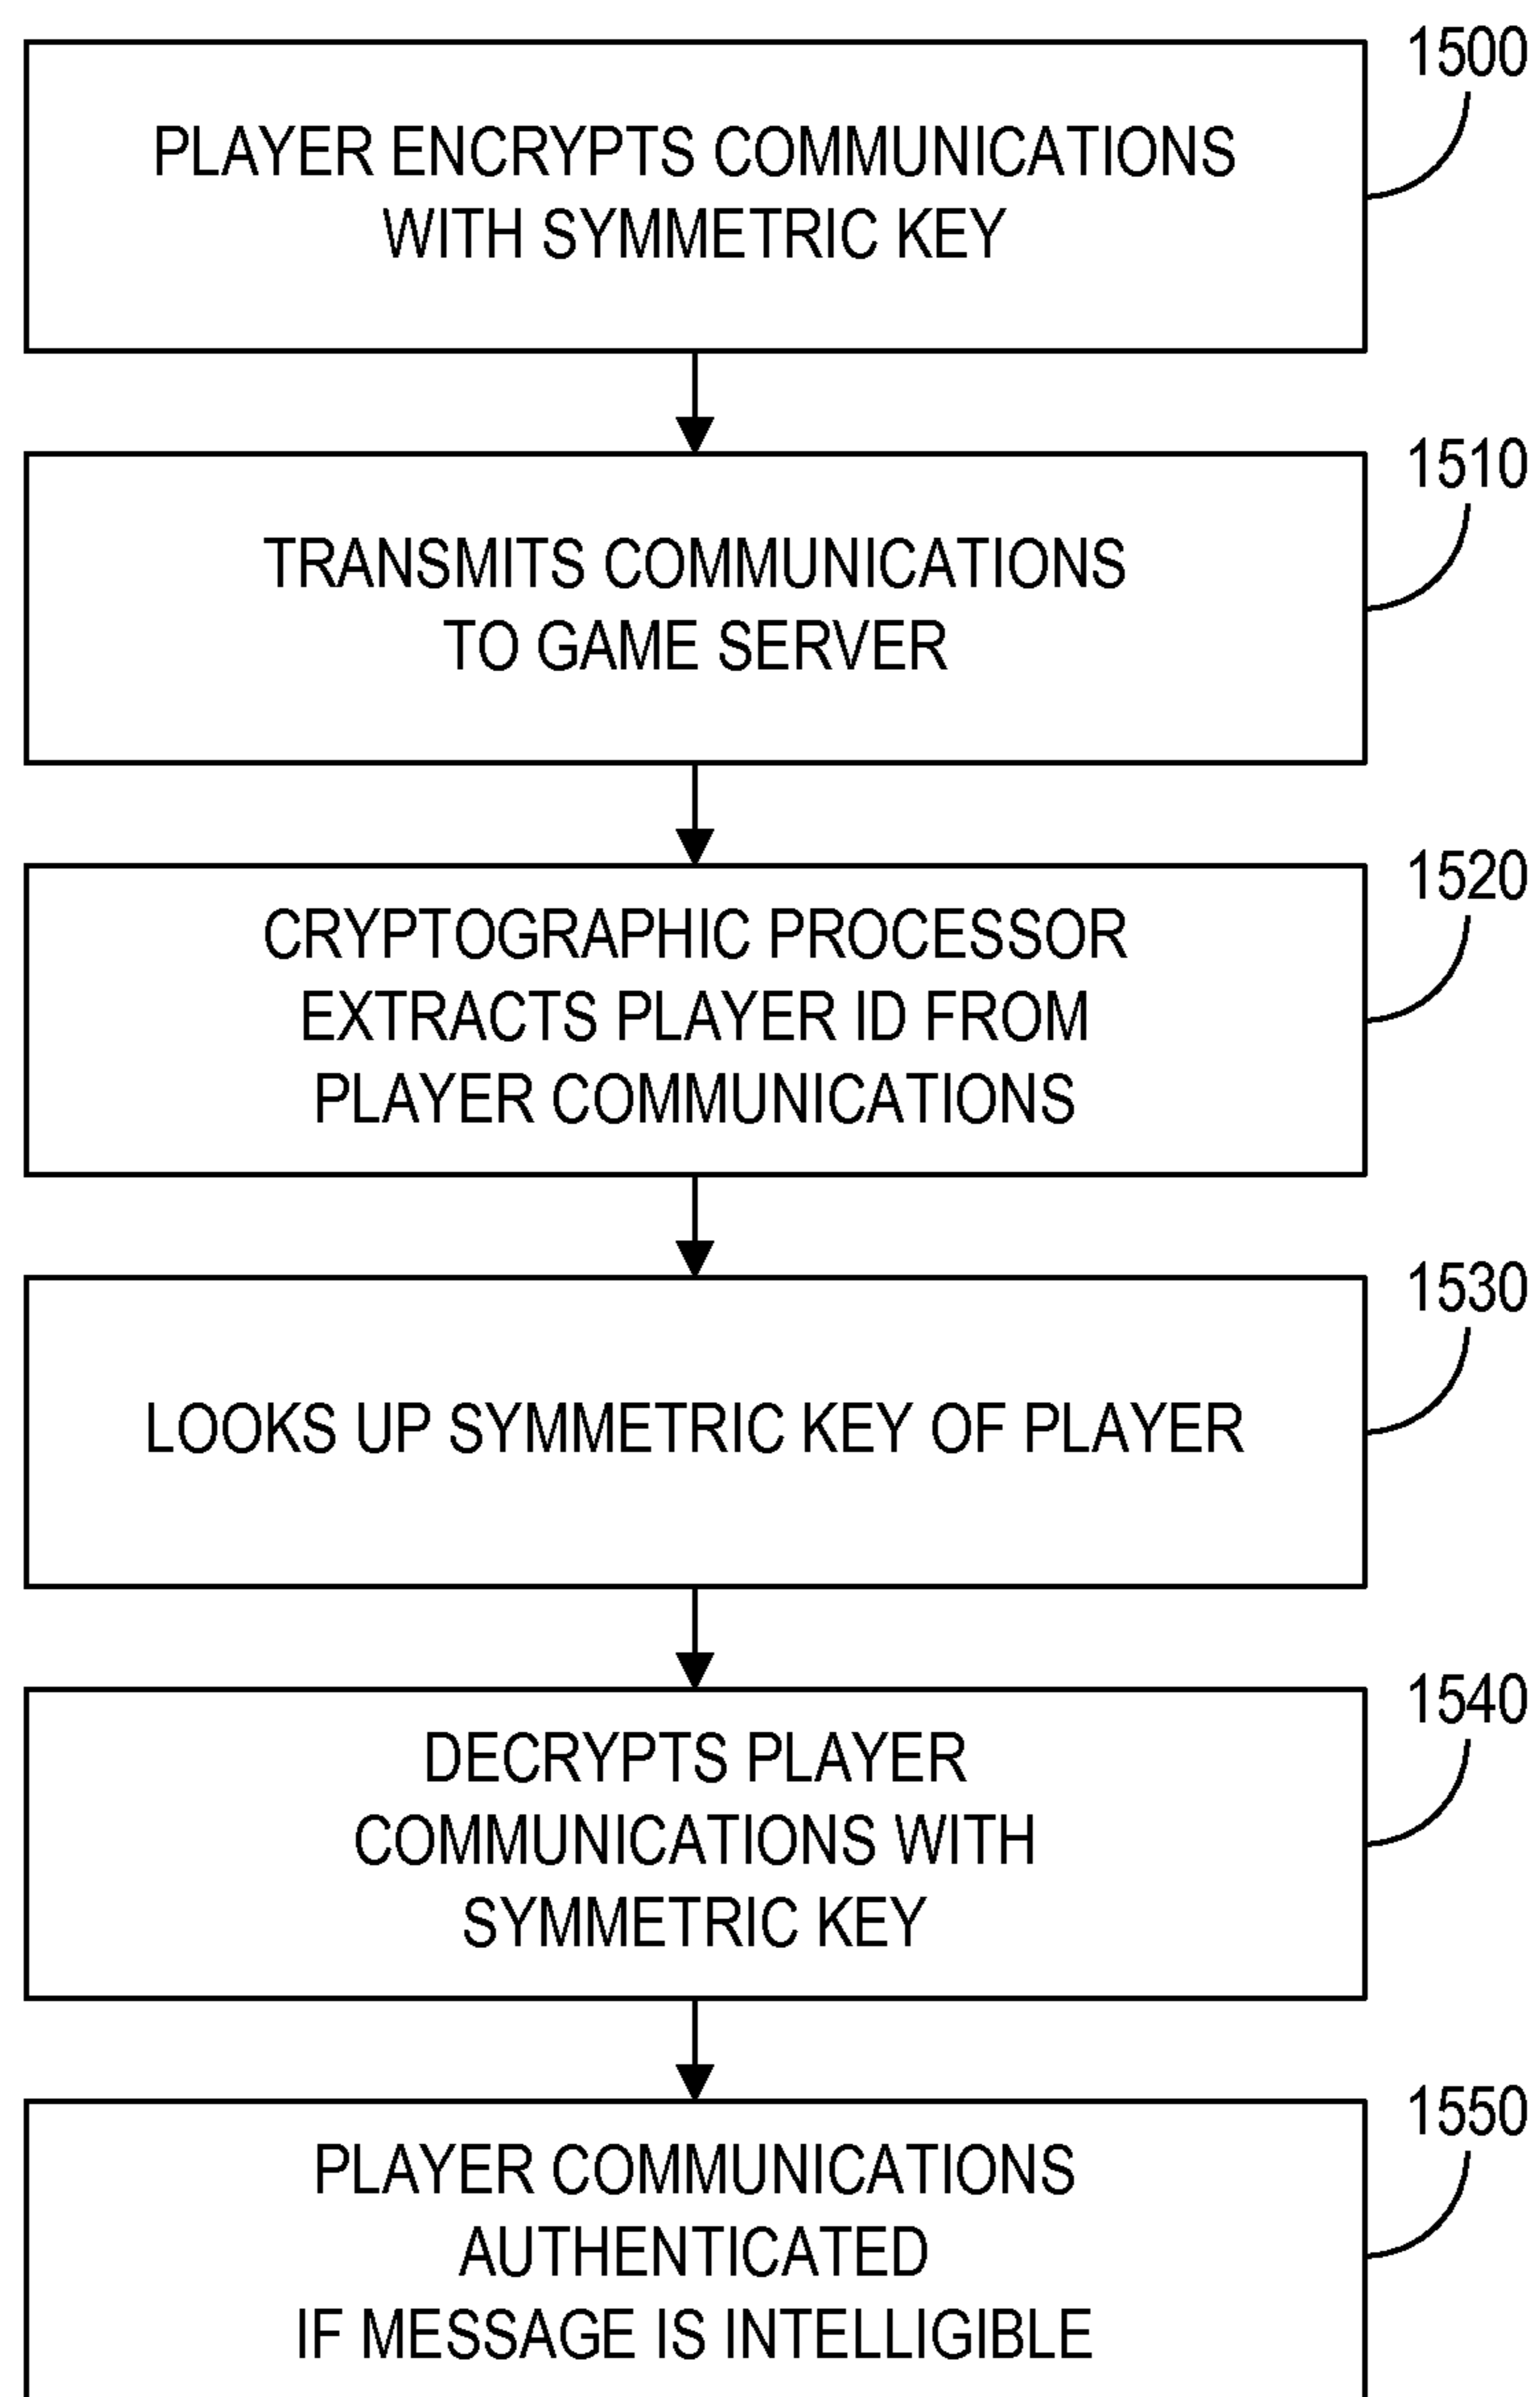 1500
PLAYER ENCRYPTS COMMUNICATIONS
WITH SYMMETRIC KEY
1510
TRANSMITS COMMUNICATIONS
TO GAME SERVER
1520
CRYPTOGRAPHIC PROCESSOR
EXTRACTS PLAYER ID FROM
PLAYER COMMUNICATIONS
1530
LOOKS UP SYMMETRIC KEY OF PLAYER
1540
DECRYPTS PLAYER
COMMUNICATIONS WITH
SYMMETRIC KEY
1550
PLAYER COMMUNICATIONS
AUTHENTICATED
IF MESSAGE IS INTELLIGIBLE